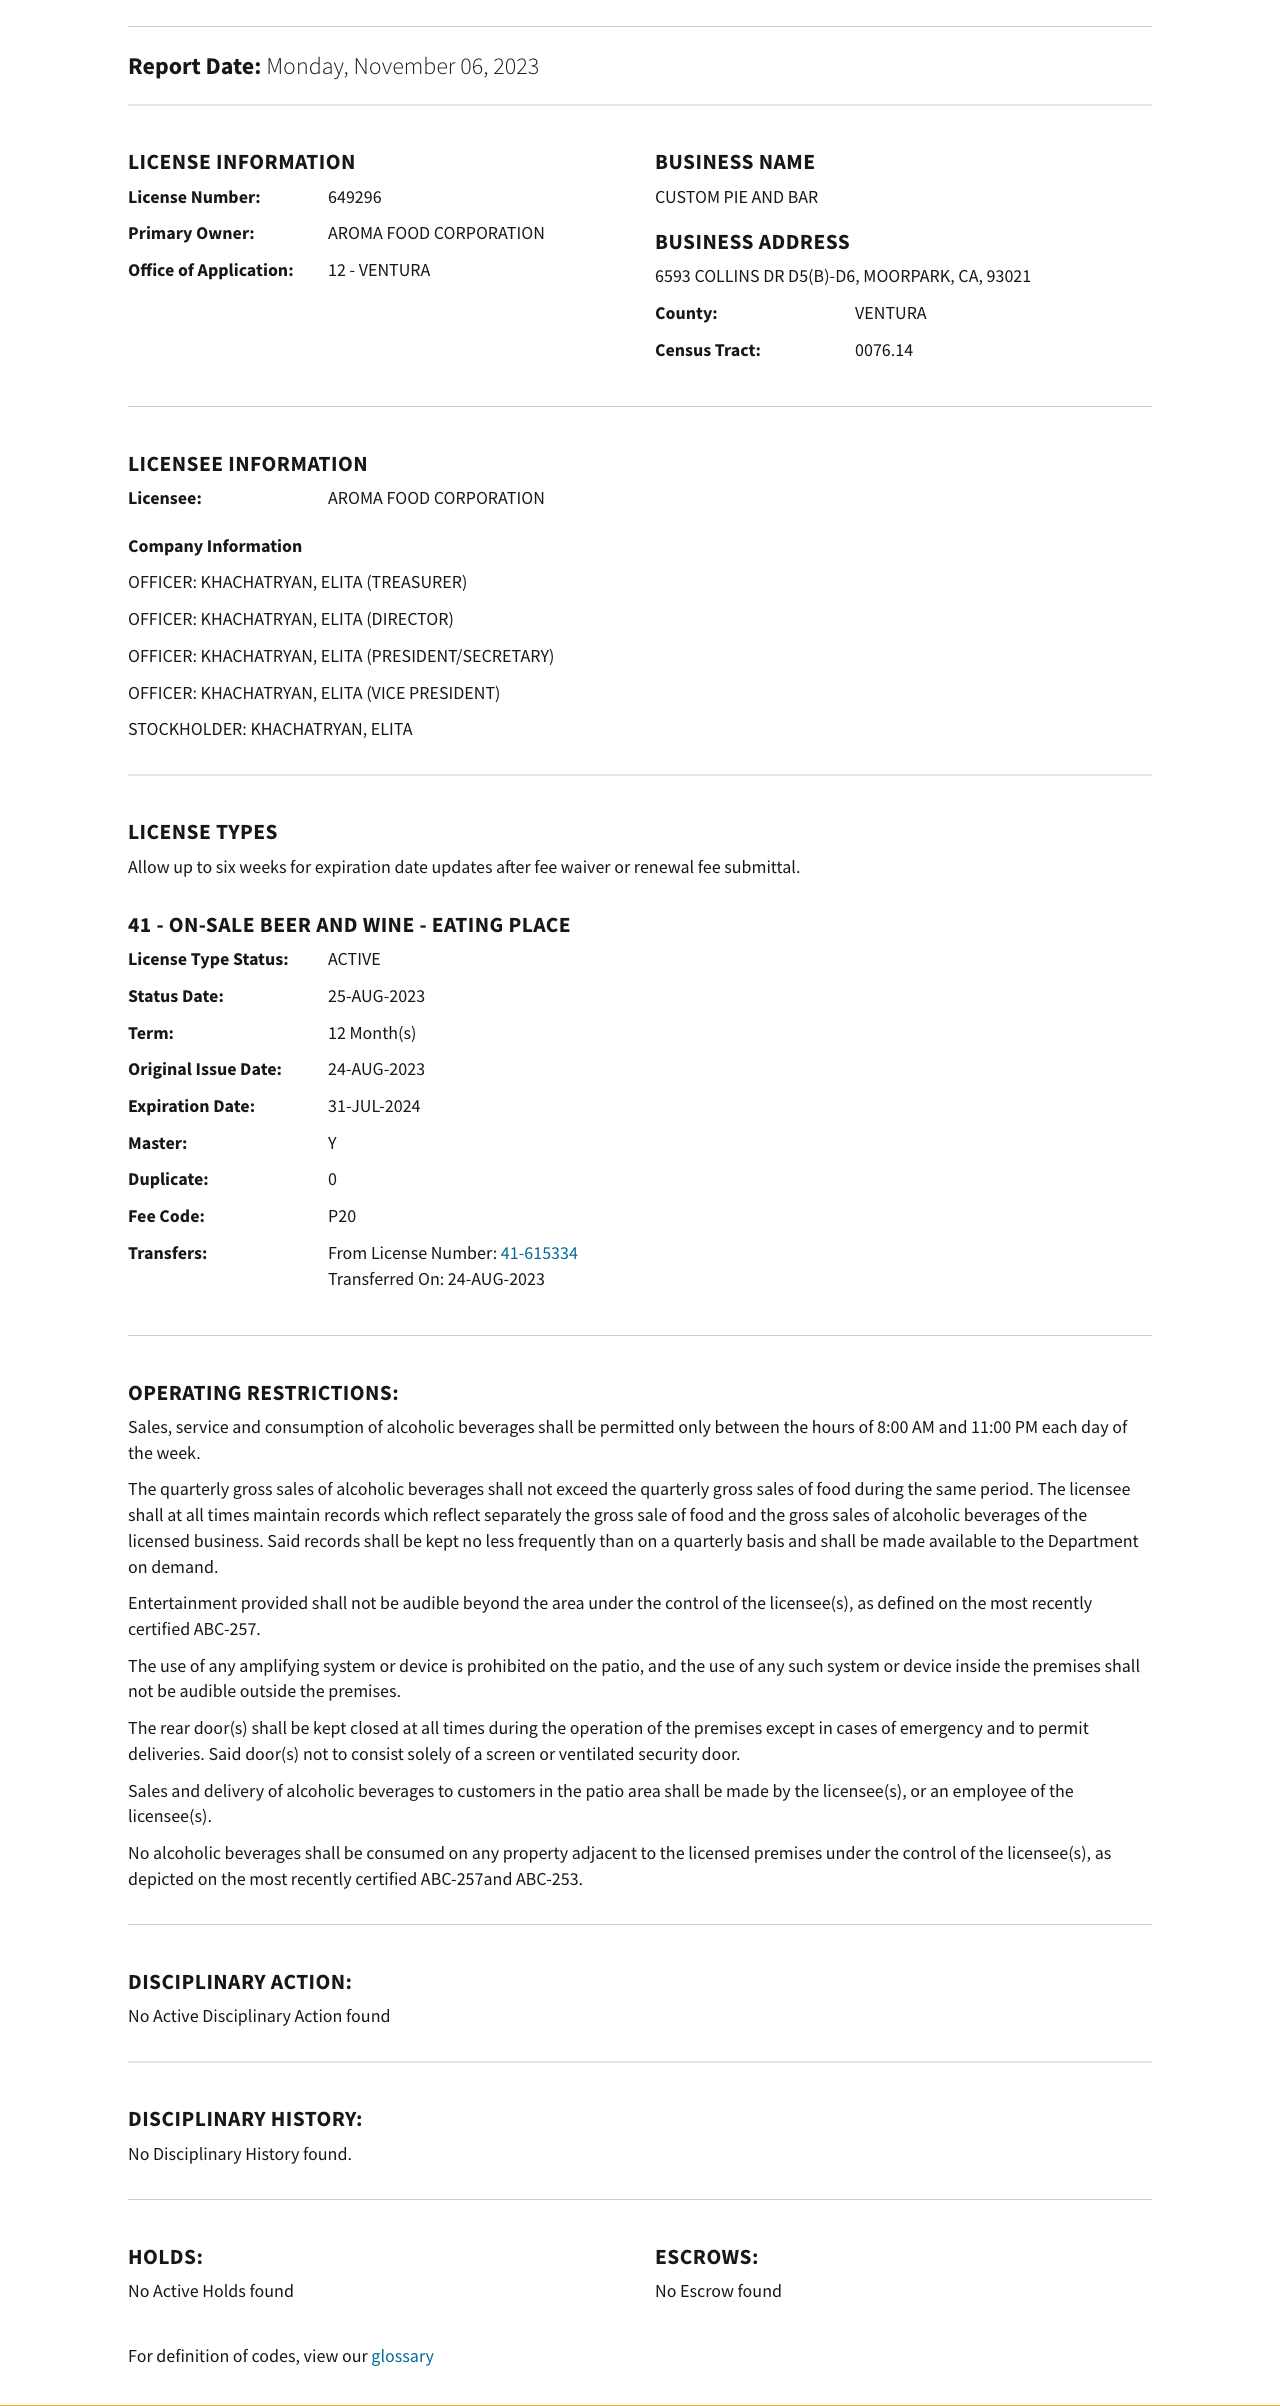 Report Date: Monday, November 06, 2023
LICENSE INFORMATION
License Number: 649296
Primary Owner: AROMA FOOD CORPORATION
Office of Application: 12 - VENTURA
BUSINESS NAME
CUSTOM PIE AND BAR
BUSINESS ADDRESS
6593 COLLINS DR D5(B)-D6, MOORPARK, CA, 93021
County: VENTURA
Census Tract: 0076.14
LICENSEE INFORMATION
Licensee: AROMA FOOD CORPORATION
Company Information
OFFICER: KHACHATRYAN, ELITA (TREASURER)
OFFICER: KHACHATRYAN, ELITA (DIRECTOR)
OFFICER: KHACHATRYAN, ELITA (PRESIDENT/SECRETARY)
OFFICER: KHACHATRYAN, ELITA (VICE PRESIDENT)
STOCKHOLDER: KHACHATRYAN, ELITA
LICENSE TYPES
Allow up to six weeks for expiration date updates after fee waiver or renewal fee submittal.
41 - ON-SALE BEER AND WINE - EATING PLACE
License Type Status: ACTIVE
Status Date: 25-AUG-2023
Term: 12 Month(s)
Original Issue Date: 24-AUG-2023
Expiration Date: 31-JUL-2024
Master: Y
Duplicate: 0
Fee Code: P20
Transfers: From License Number: 41-615334
Transferred On: 24-AUG-2023
OPERATING RESTRICTIONS:
Sales, service and consumption of alcoholic beverages shall be permitted only between the hours of 8:00 AM and 11:00 PM each day of
the week.
The quarterly gross sales of alcoholic beverages shall not exceed the quarterly gross sales of food during the same period. The licensee
shall at all times maintain records which reflect separately the gross sale of food and the gross sales of alcoholic beverages of the
licensed business. Said records shall be kept no less frequently than on a quarterly basis and shall be made available to the Department
on demand.
Entertainment provided shall not be audible beyond the area under the control of the licensee(s), as defined on the most recently
certified ABC-257.
The use of any amplifying system or device is prohibited on the patio, and the use of any such system or device inside the premises shall
not be audible outside the premises.
The rear door(s) shall be kept closed at all times during the operation of the premises except in cases of emergency and to permit
deliveries. Said door(s) not to consist solely of a screen or ventilated security door.
Sales and delivery of alcoholic beverages to customers in the patio area shall be made by the licensee(s), or an employee of the
licensee(s).
No alcoholic beverages shall be consumed on any property adjacent to the licensed premises under the control of the licensee(s), as
depicted on the most recently certified ABC-257and ABC-253.
DISCIPLINARY ACTION:
No Active Disciplinary Action found
DISCIPLINARY HISTORY:
No Disciplinary History found.
HOLDS:
No Active Holds found
ESCROWS:
No Escrow found
For definition of codes, view our glossary